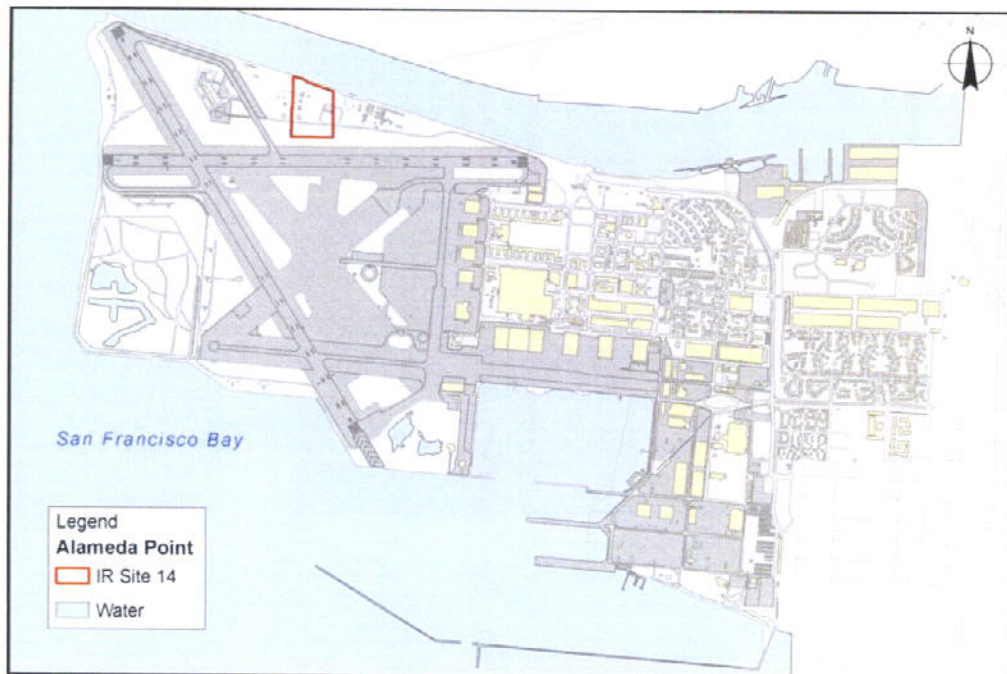 N
San Francisco Bay
Legend
Alameda Point
IR Site 14
Water